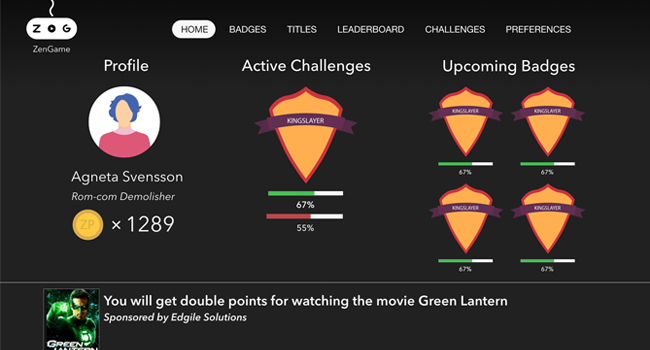 Z O G
ZenGame
HOME BADGES TITLES LEADERBOARD CHALLENGES PREFERENCES
Profile
Agneta Svensson
Rom-com Demolisher
ZP × 1289
Active Challenges
KINGSLAYER
67%
55%
Upcoming Badges
KINGSLAYER KINGSLAYER
67% 67%
KINGSLAYER KINGSLAYER
67% 67%
GREEN LANTERN
You will get double points for watching the movie Green Lantern
Sponsored by Edgile Solutions